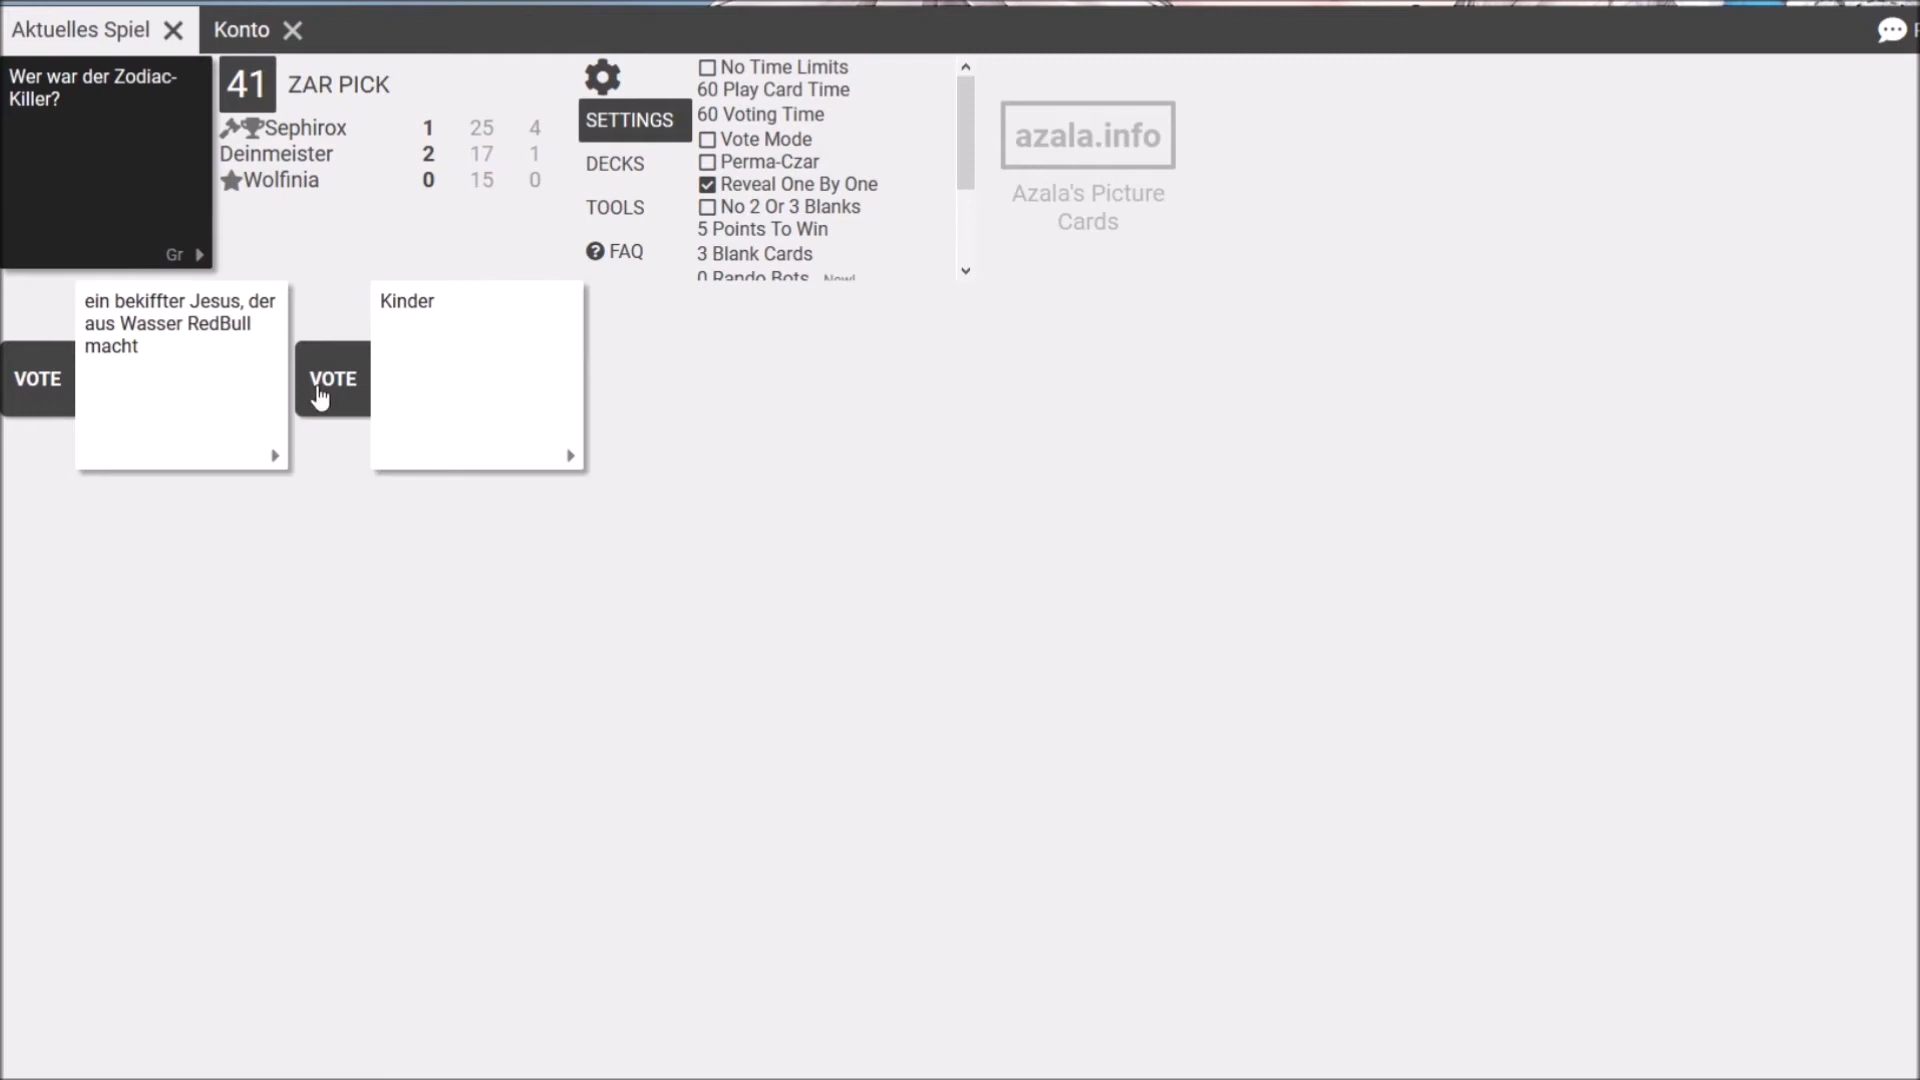 Aktuelles Spiel
Konto
Wer war der Zodiac-
Killer?
Gr
41 ZAR PICK
Sephirox 1 25 4
Deinmeister 2 17 1
Wolfinia 0 15 0
SETTINGS
DECKS
TOOLS
FAQ
No Time Limits
60 Play Card Time
60 Voting Time
Vote Mode
Perma-Czar
Reveal One By One
No 2 Or 3 Blanks
5 Points To Win
3 Blank Cards
0 Rando Bots New!
azala.info
Azala's Picture
Cards
VOTE
ein bekiffter Jesus, der
aus Wasser RedBull
macht
VOTE
Kinder